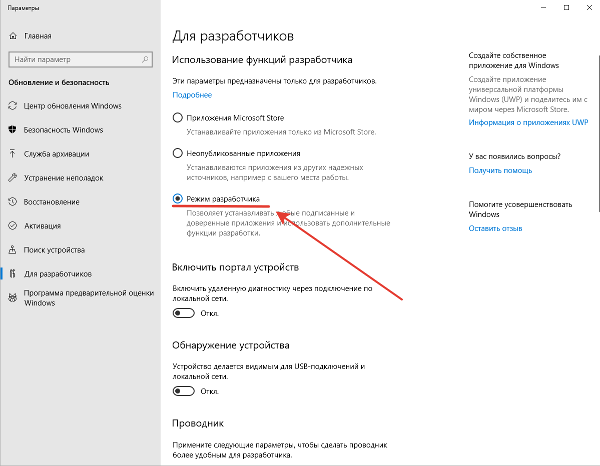 Параметры
Главная
Найти параметр
Обновление и безопасность
Центр обновления Windows
Безопасность Windows
Служба архивации
Устранение неполадок
Восстановление
Активация
Поиск устройства
Для разработчиков
Программа предварительной оценки
Windows
Для разработчиков
Использование функций разработчика
Эти параметры предназначены только для разработчиков.
Подробнее
Приложения Microsoft Store
Устанавливайте приложения только из Microsoft Store.
Неопубликованные приложения
Устанавливаются приложения из других надежных
источников, например с вашего места работы.
Режим разработчика
Позволяет устанавливать любые подписанные и
доверенные приложения и использовать дополнительные
функции разработки.
Включить портал устройств
Включить удаленную диагностику через подключение по
локальной сети.
Откл.
Обнаружение устройства
Устройство делается видимым для USB-подключений и
локальной сети.
Откл.
Проводник
Примените следующие параметры, чтобы сделать проводник
более удобным для разработчика.
Создайте собственное
приложение для Windows
Создайте приложение
универсальной платформы
Windows (UWP) и поделитесь им с
миром через Microsoft Store.
Информация о приложениях UWP
У вас появились вопросы?
Получить помощь
Помогите усовершенствовать
Windows
Оставить отзыв